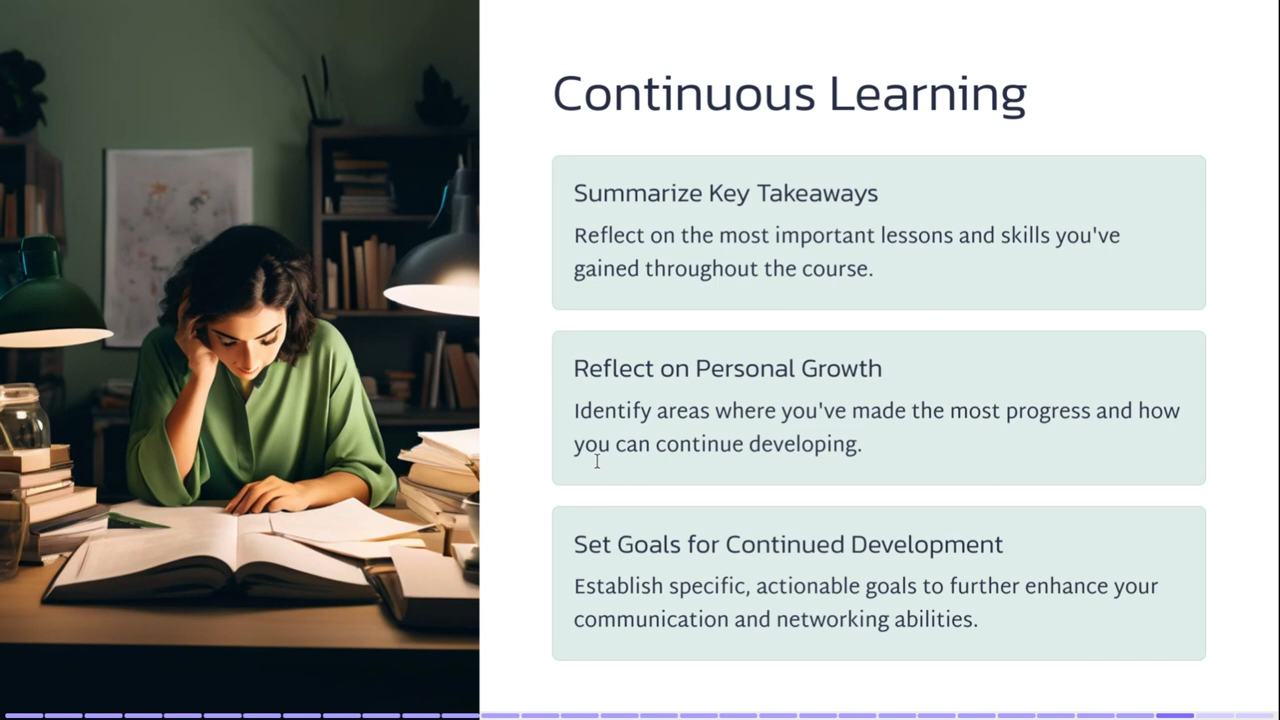 Continuous Learning
Summarize Key Takeaways
Reflect on the most important lessons and skills you've
gained throughout the course.
Reflect on Personal Growth
Identify areas where you've made the most progress and how
you can continue developing.
Set Goals for Continued Development
Establish specific, actionable goals to further enhance your
communication and networking abilities.